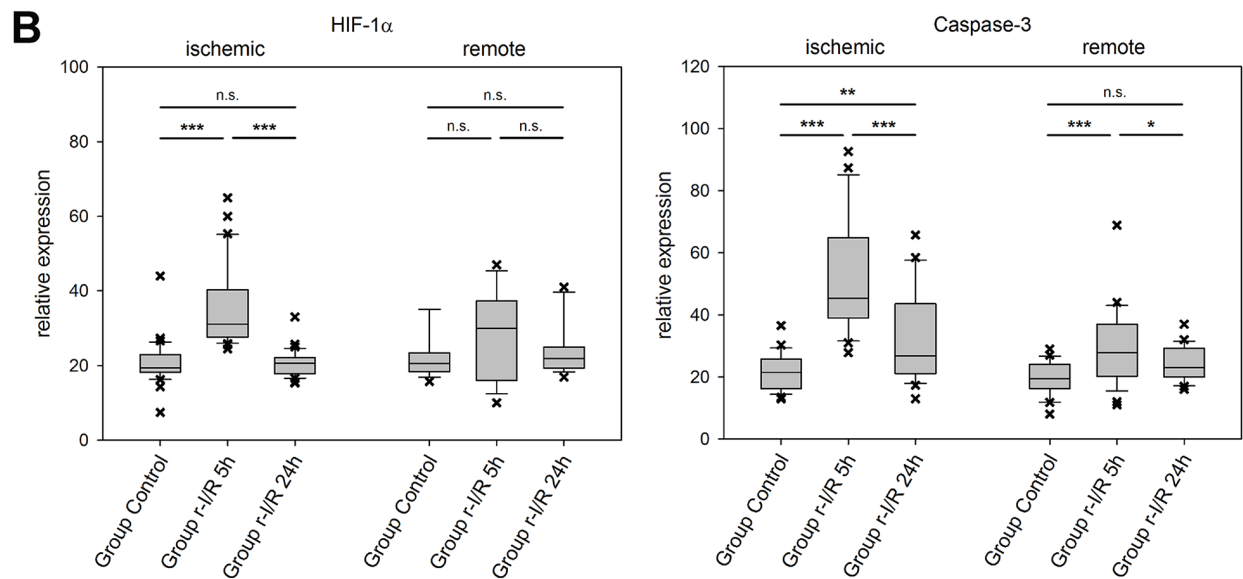 B
HIF-1α
ischemic remote
relative expression
100
80
60
40
20
0
n.s.
*** ***
n.s.
n.s. n.s.
Group Control
Group r-I/R 5h
Group r-I/R 24h
Group Control
Group r-I/R 5h
Group r-I/R 24h
Caspase-3
ischemic remote
relative expression
120
100
80
60
40
20
0
**
*** ***
n.s.
*** *
Group Control
Group r-I/R 5h
Group r-I/R 24h
Group Control
Group r-I/R 5h
Group r-I/R 24h